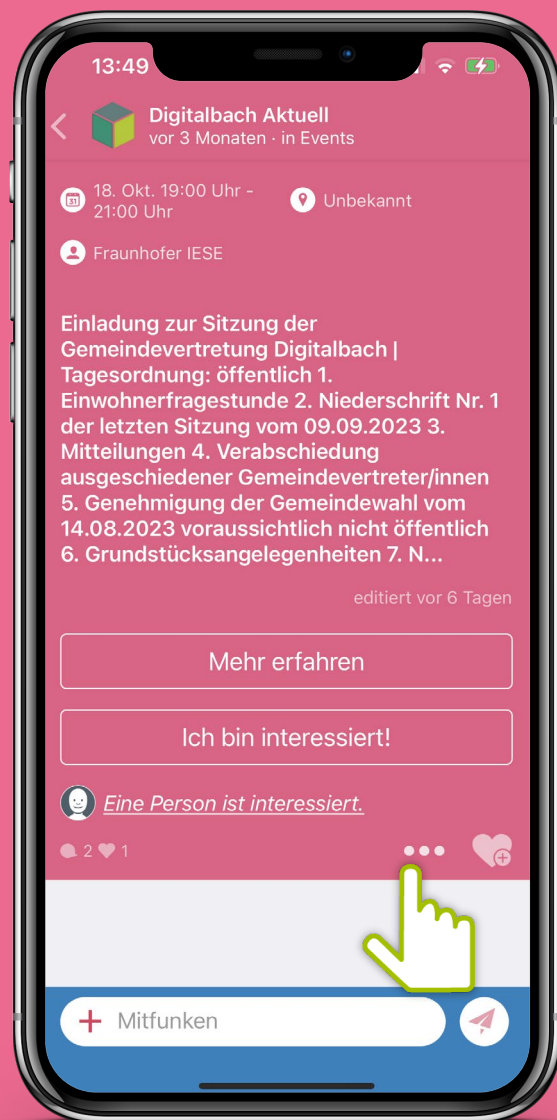 13:49
Digitalbach Aktuell
vor 3 Monaten · in Events
31
18. Okt. 19:00 Uhr -
21:00 Uhr
Unbekannt
Fraunhofer IESE
Einladung zur Sitzung der
Gemeindevertretung Digitalbach |
Tagesordnung: öffentlich 1.
Einwohnerfragestunde 2. Niederschrift Nr. 1
der letzten Sitzung vom 09.09.2023 3.
Mitteilungen 4. Verabschiedung
ausgeschiedener Gemeindevertreter/innen
5. Genehmigung der Gemeindewahl vom
14.08.2023 voraussichtlich nicht öffentlich
6. Grundstücksangelegenheiten 7. N...
editiert vor 6 Tagen
Mehr erfahren
Ich bin interessiert!
Eine Person ist interessiert.
2 1
Mitfunken